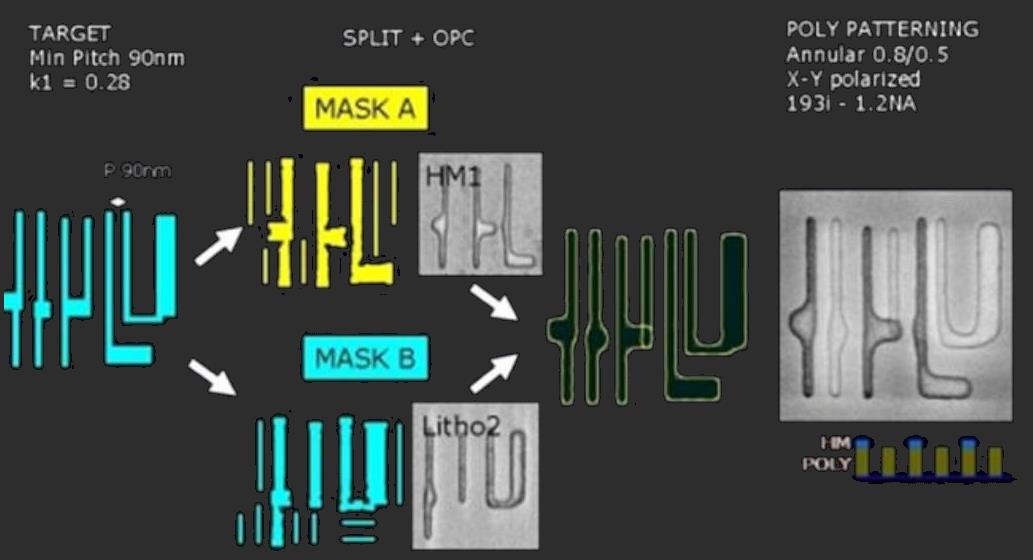 TARGET
Min Pitch 90nm
k1 = 0.28
SPLIT + OPC
POLY PATTERNING
Annular 0.8/0.5
X-Y polarized
193i - 1.2NA
MASK A
P 90nm
HM1
MASK B
Litho2
HM
POLY